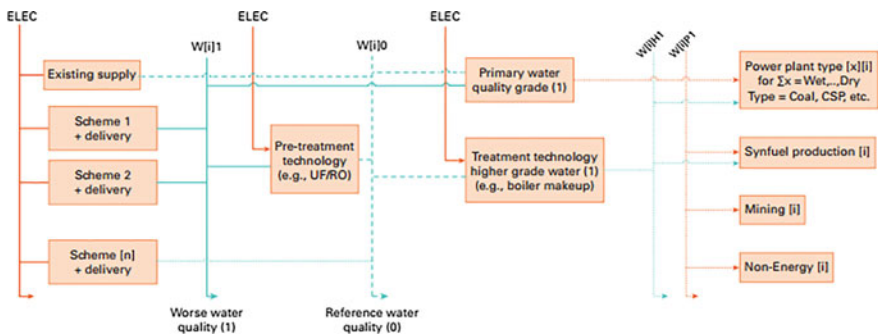 ELEC
ELEC
ELEC
W[i]1
W[i]0
W[i]H1
W[i]P1
Existing supply
Primary water
quality grade (1)
Power plant type [x][i]
for Σx = Wet,..,Dry
Type = Coal, CSP, etc.
Scheme 1
+ delivery
Pre-treatment
technology
(e.g., UF/RO)
Treatment technology
higher grade water (1)
(e.g., boiler makeup)
Synfuel production [i]
Scheme 2
+ delivery
Mining [i]
Scheme [n]
+ delivery
Non-Energy [i]
Worse water
quality (1)
Reference water
quality (0)